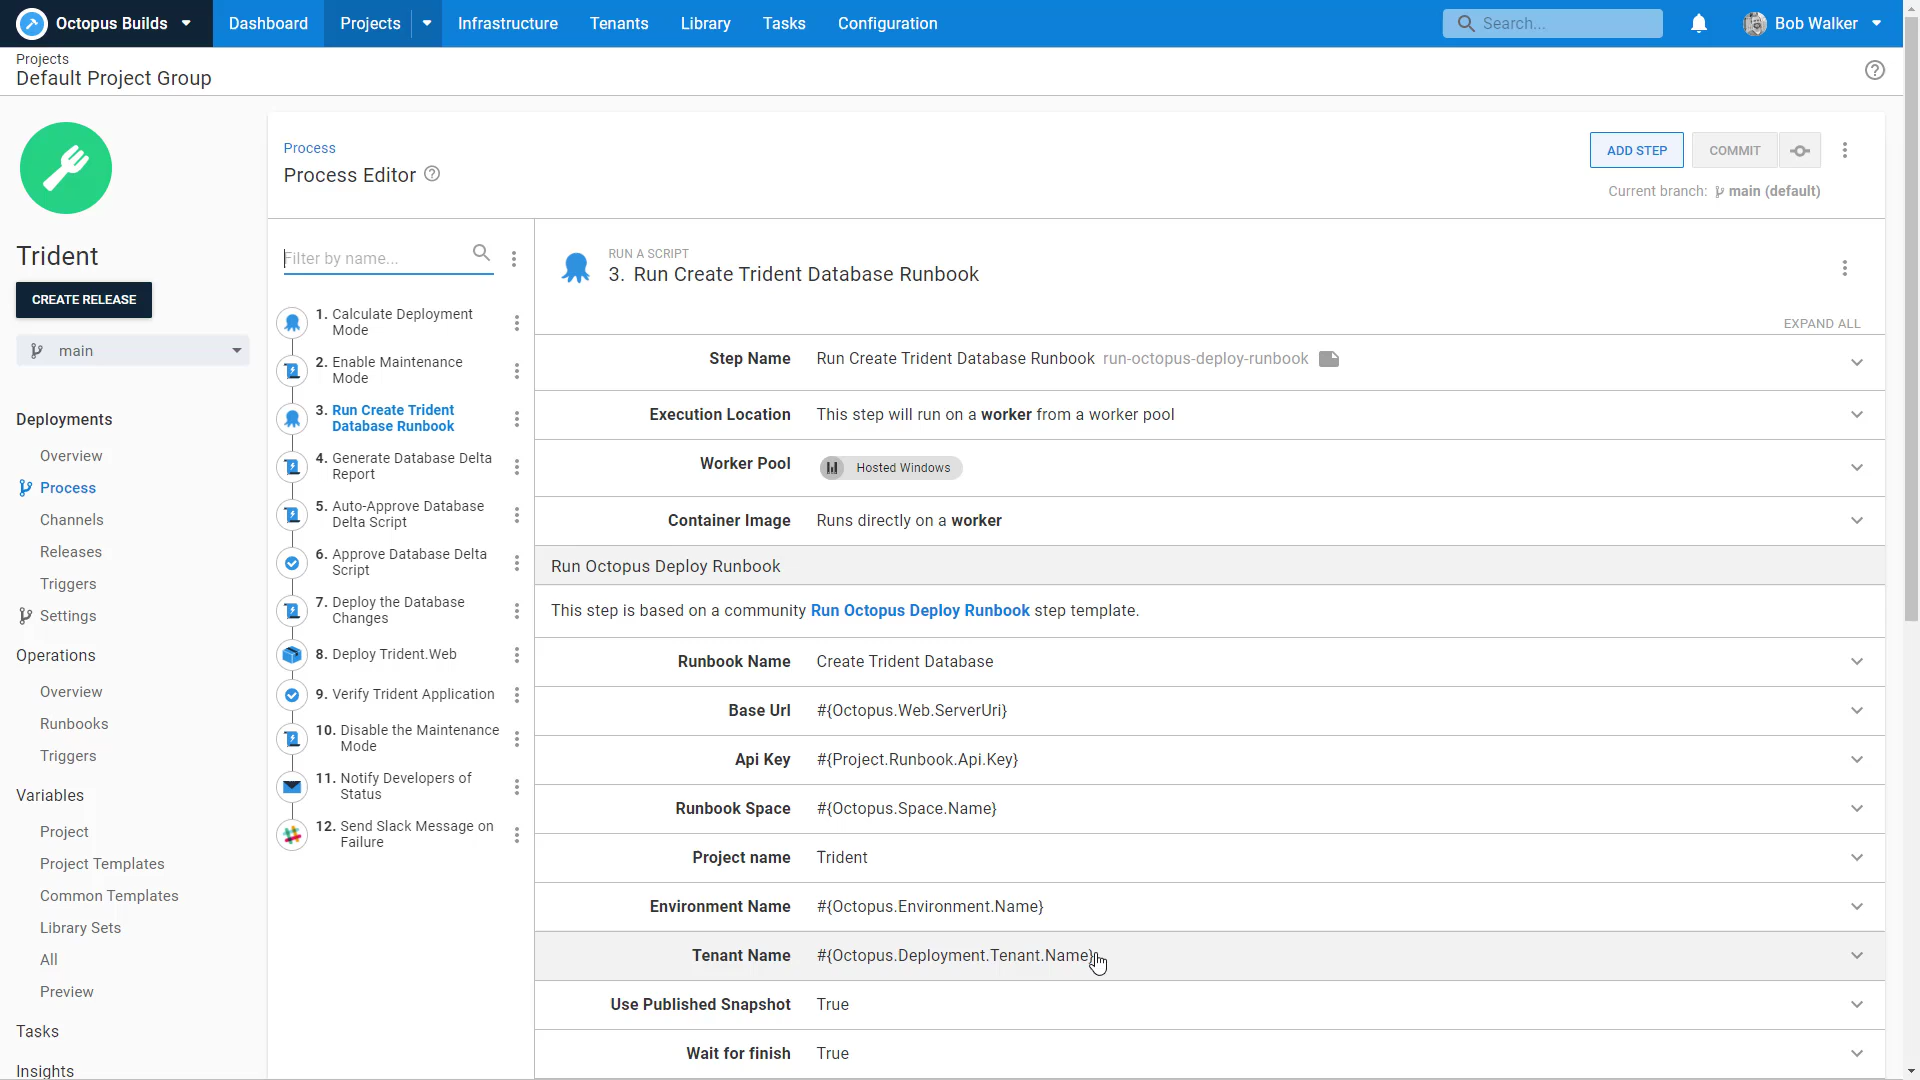 Octopus Builds
Dashboard
Projects
Infrastructure
Tenants
Library
Tasks
Configuration
Search...
Bob Walker
Projects
Default Project Group
Trident
CREATE RELEASE
main
Deployments
Overview
Process
Channels
Releases
Triggers
Settings
Operations
Overview
Runbooks
Triggers
Variables
Project
Project Templates
Common Templates
Library Sets
All
Preview
Tasks
Insights
Process
Process Editor
ADD STEP
COMMIT
Current branch: main (default)
Filter by name...
1. Calculate Deployment
Mode
2. Enable Maintenance
Mode
3. Run Create Trident
Database Runbook
4. Generate Database Delta
Report
5. Auto-Approve Database
Delta Script
6. Approve Database Delta
Script
7. Deploy the Database
Changes
8. Deploy Trident.Web
9. Verify Trident Application
10. Disable the Maintenance
Mode
11. Notify Developers of
Status
12. Send Slack Message on
Failure
RUN A SCRIPT
3. Run Create Trident Database Runbook
EXPAND ALL
Step Name Run Create Trident Database Runbook run-octopus-deploy-runbook
Execution Location This step will run on a worker from a worker pool
Worker Pool Hosted Windows
Container Image Runs directly on a worker
Run Octopus Deploy Runbook
This step is based on a community Run Octopus Deploy Runbook step template.
Runbook Name Create Trident Database
Base Url #{Octopus.Web.ServerUri}
Api Key #{Project.Runbook.Api.Key}
Runbook Space #{Octopus.Space.Name}
Project name Trident
Environment Name #{Octopus.Environment.Name}
Tenant Name #{Octopus.Deployment.Tenant.Name}
Use Published Snapshot True
Wait for finish True